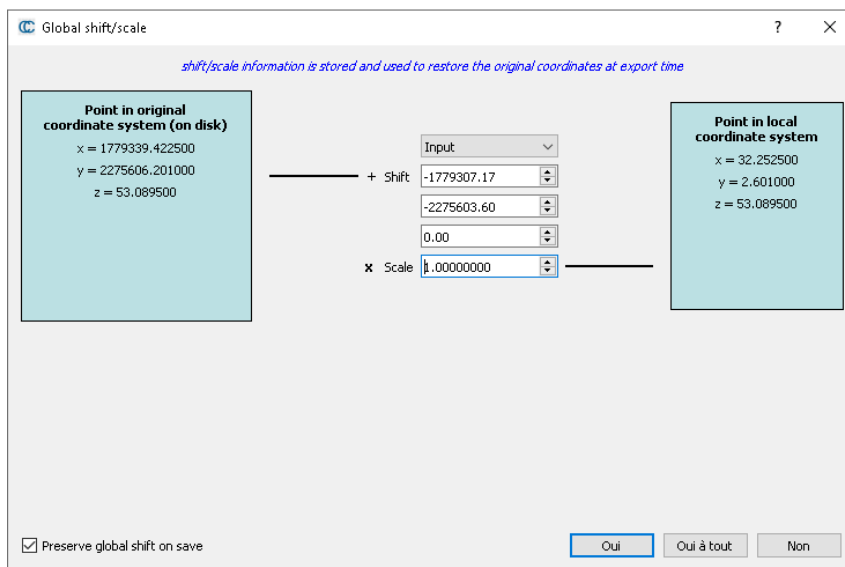 Global shift/scale
shift/scale information is stored and used to restore the original coordinates at export time
Point in original
coordinate system (on disk)
x = 1779339.422500
y = 2275606.201000
z = 53.089500
Input
+ Shift -1779307.17
-2275603.60
0.00
x Scale 1.00000000
Point in local
coordinate system
x = 32.252500
y = 2.601000
z = 53.089500
Preserve global shift on save
Oui
Oui à tout
Non